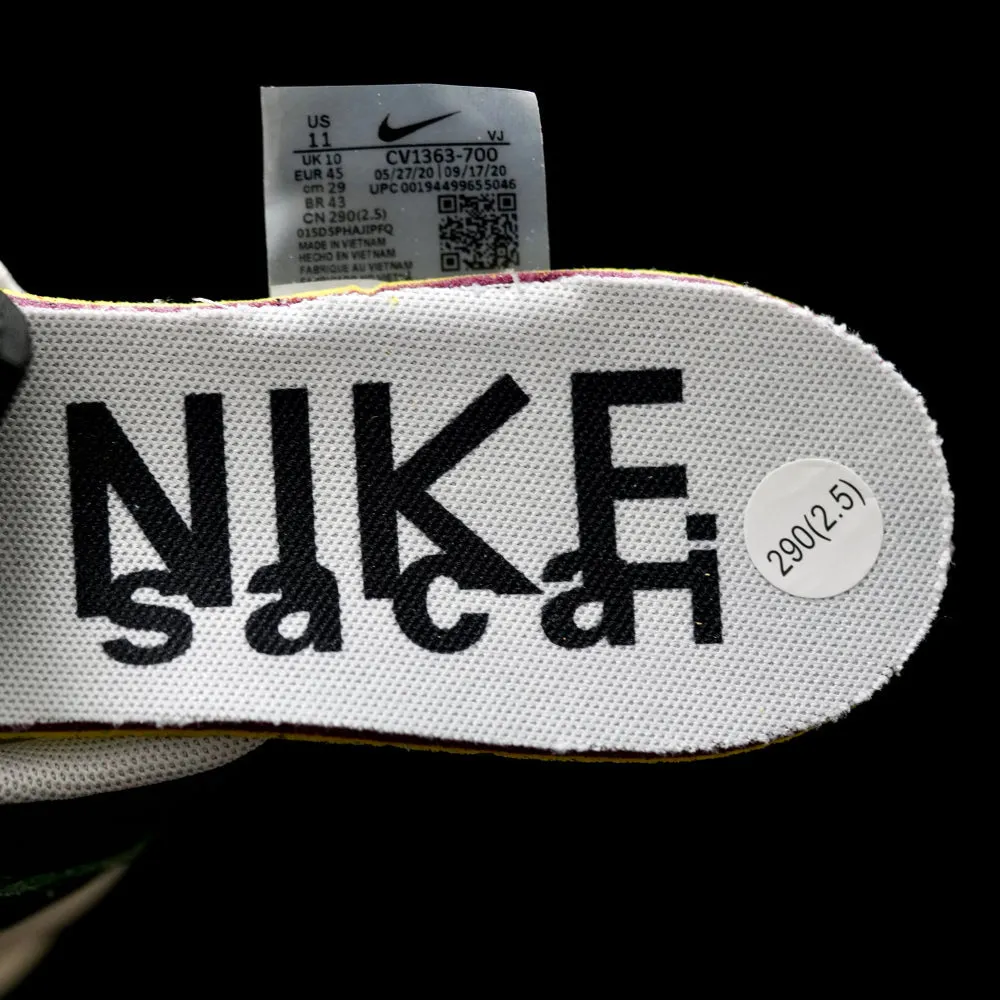 US
11
VJ
UK 10
CV1363-700
EUR 45
05/27/20 | 09/17/20
cm 29
UPC 00194499655046
BR 43
CN 290(2.5)
015D5PHAJIPFQ
MADE IN VIETNAM
HECHO EN VIETNAM
FABRIQUE AU VIETNAM
NIKE
sacai
290(2.5)